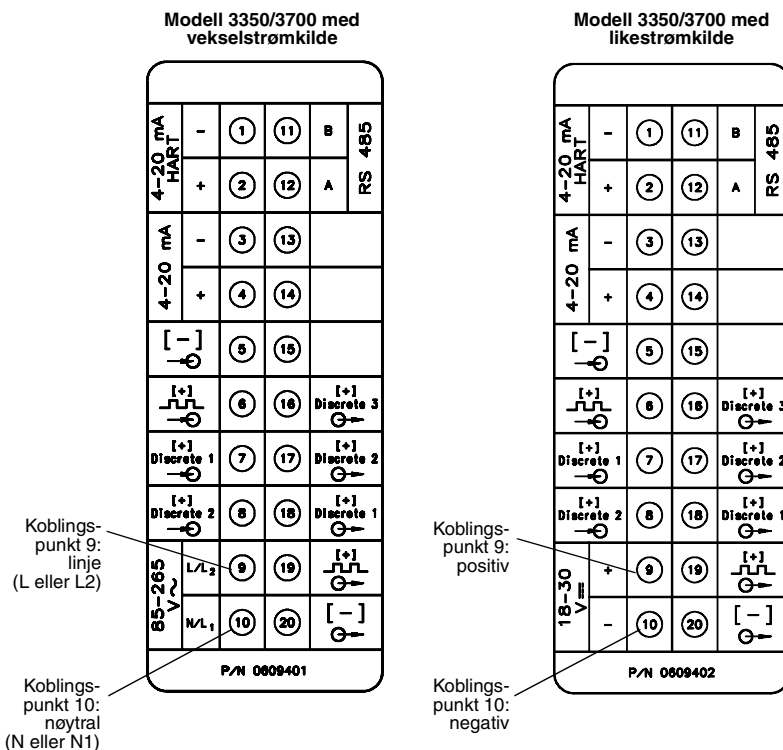 Modell 3350/3700 med
vekselstrømkilde
4-20 mA
HART
-
1
11
B
RS 485
+
2
12
A
4-20 mA
-
3
13
+
4
14
[-]
5
15
[+]
6
16
[+]
Discrete 3
[+]
Discrete 1
7
17
[+]
Discrete 2
[+]
Discrete 2
8
18
[+]
Discrete 1
85-265
V
L/L2
9
19
[+]
N/L1
10
20
[-]
P/N 0609401
Koblings-
punkt 9:
linje
(L eller L2)
Koblings-
punkt 10:
nøytral
(N eller N1)
Modell 3350/3700 med
likestrømkilde
4-20 mA
HART
-
1
11
B
RS 485
+
2
12
A
4-20 mA
-
3
13
+
4
14
[-]
5
15
[+]
6
16
[+]
Discrete 3
[+]
Discrete 1
7
17
[+]
Discrete 2
[+]
Discrete 2
8
18
[+]
Discrete 1
18-30
V
+
9
19
[+]
-
10
20
[-]
P/N 0609402
Koblings-
punkt 9:
positiv
Koblings-
punkt 10:
negativ